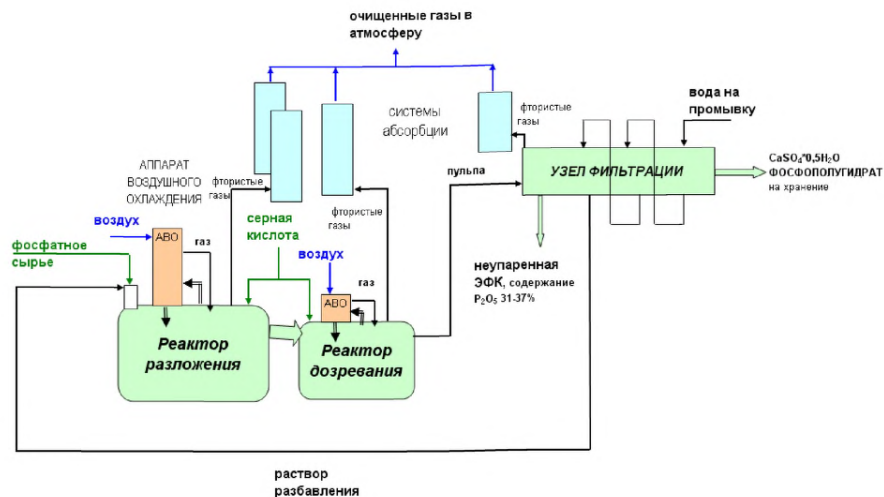 очищенные газы в
атмосферу
системы
абсорбции
фтористые
газы
вода на
промывку
АППАРАТ
ВОЗДУШНОГО
ОХЛАЖДЕНИЯ
фтористые
газы
пульпа
УЗЕЛ ФИЛЬТРАЦИИ
CaSO₄*0,5H₂O
ФОСФОПОЛУГИДРАТ
на хранение
фтористые
газы
серная
кислота
воздух
АВО
газ
фосфатное
сырье
воздух
АВО
газ
неупаренная
ЭФК, содержание
P₂O₅ 31-37%
Реактор
разложения
Реактор
дозревания
раствор
разбавления